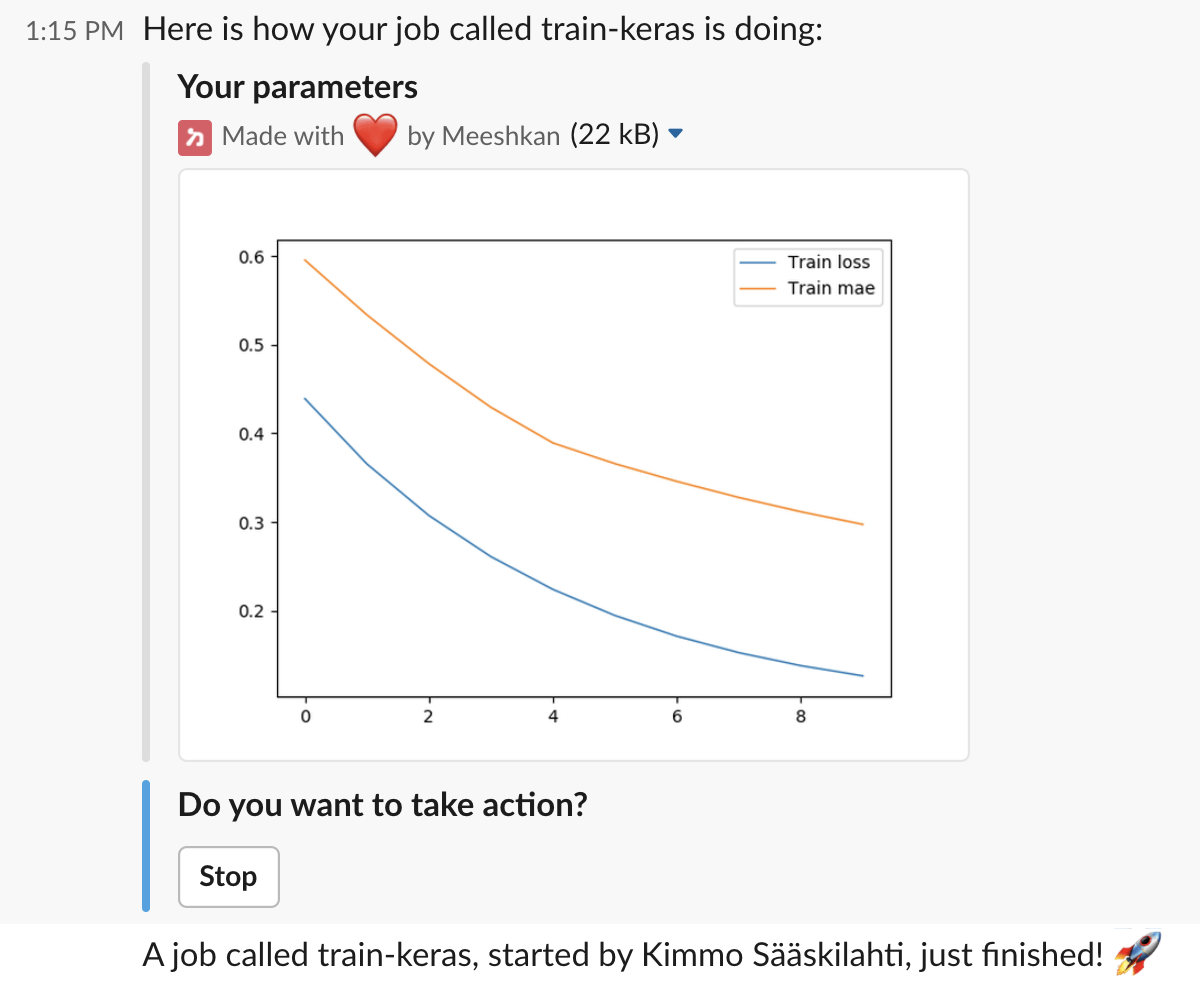 1:15 PM Here is how your job called train-keras is doing:
Your parameters
Made with ❤️ by Meeshkan (22 kB)
0.6
0.5
0.4
0.3
0.2
Train loss
Train mae
0 2 4 6 8
Do you want to take action?
Stop
A job called train-keras, started by Kimmo Sääskilahti, just finished! 🚀